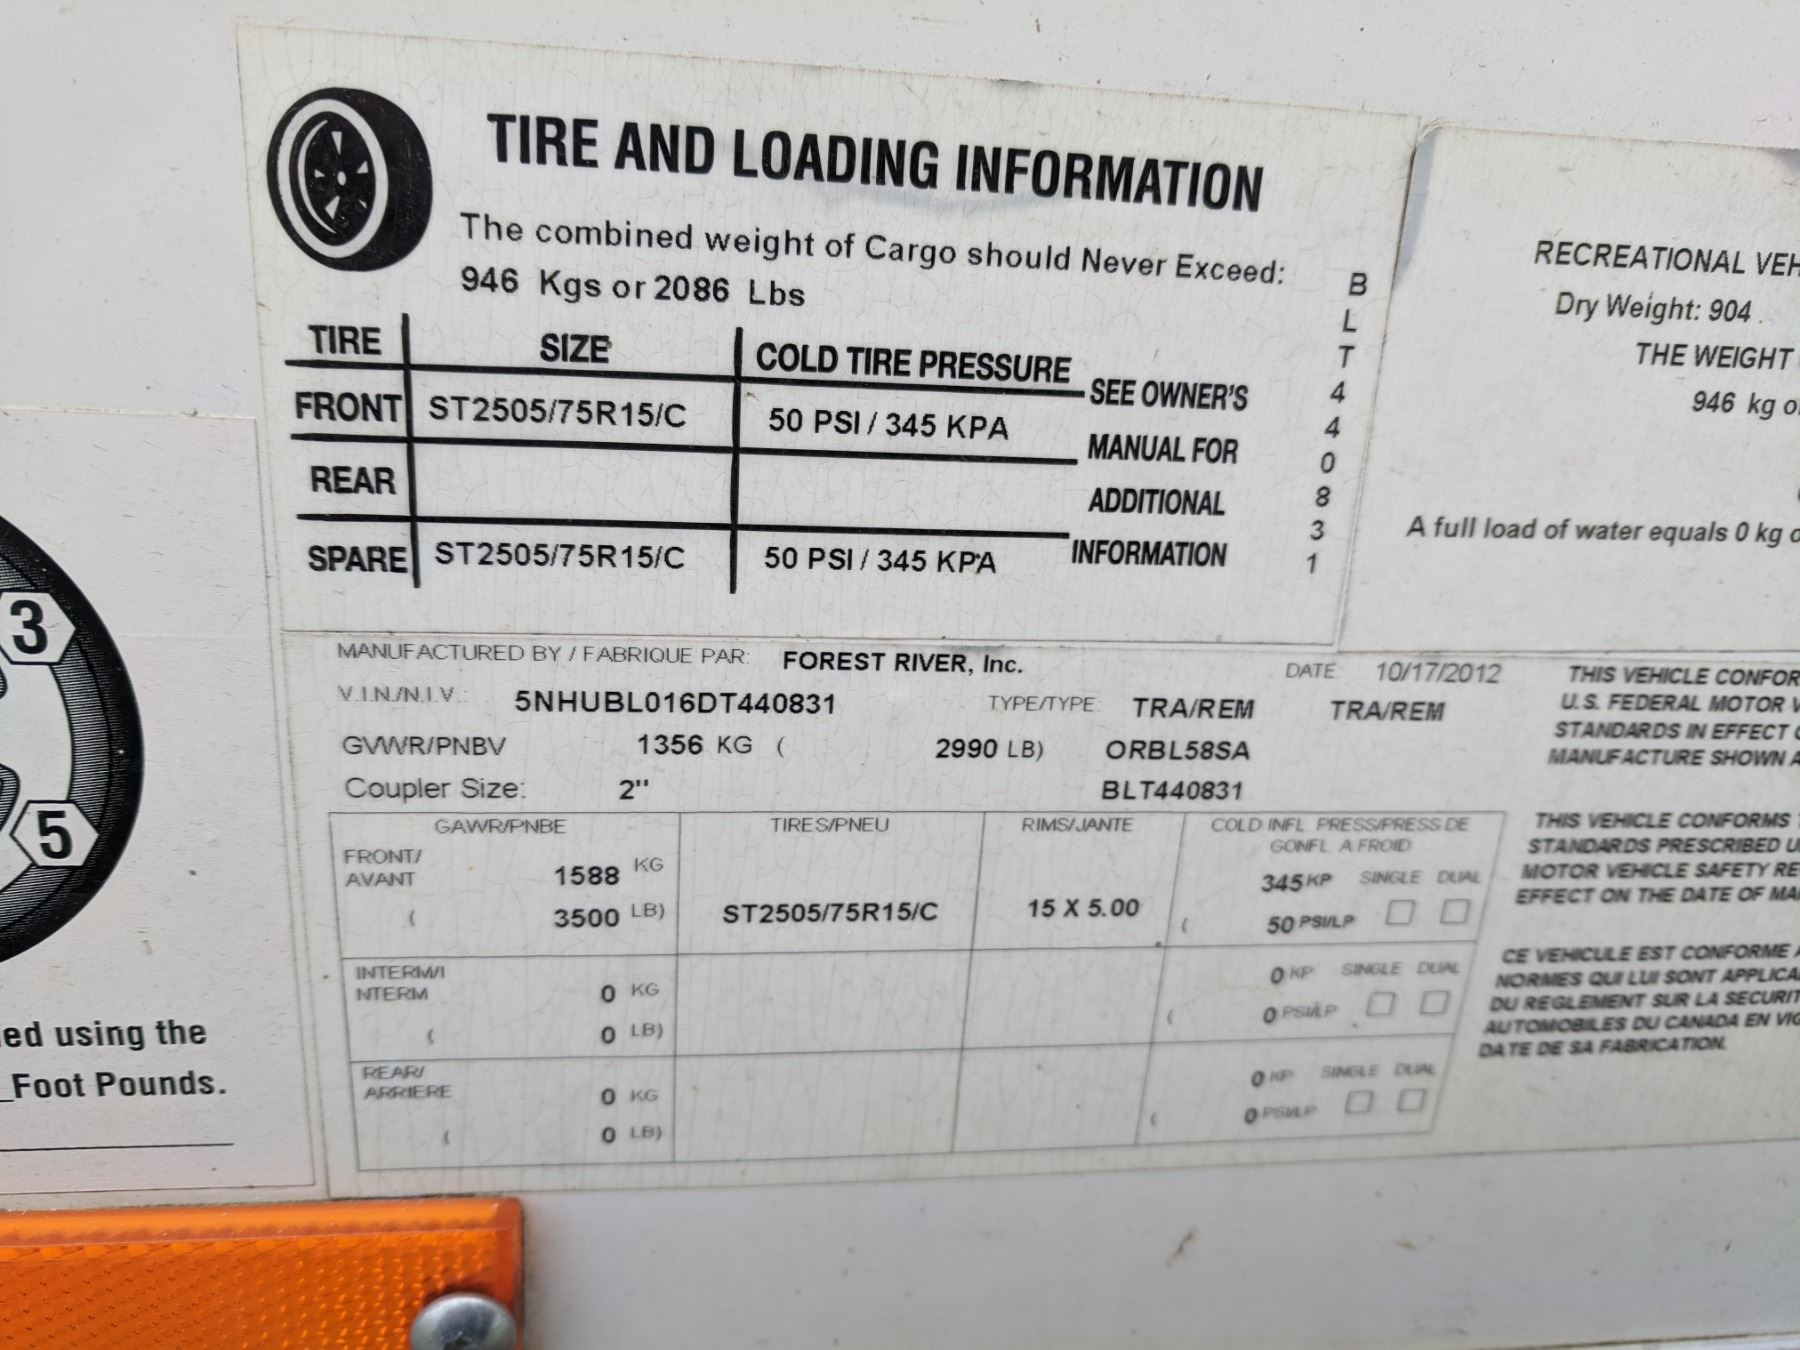 TIRE AND LOADING INFORMATION
The combined weight of Cargo should Never Exceed:
946 Kgs or 2086 Lbs
TIRE SIZE COLD TIRE PRESSURE
FRONT ST2505/75R15/C 50 PSI / 345 KPA
REAR
SPARE ST2505/75R15/C 50 PSI / 345 KPA
SEE OWNER'S
MANUAL FOR
ADDITIONAL
INFORMATION
BLT440831
RECREATIONAL VEH
Dry Weight: 904
THE WEIGHT
946 kg o
A full load of water equals 0 kg o
MANUFACTURED BY / FABRIQUE PAR: FOREST RIVER, Inc. DATE 10/17/2012
V.I.N./N.I.V.: 5NHUBL016DT440831 TYPE/TYPE: TRA/REM TRA/REM
GVWR/PNBV 1356 KG ( 2990 LB) ORBL58SA
Coupler Size: 2" BLT440831
GAWR/PNBE TIRES/PNEU RIMS/JANTE COLD INFL. PRESS/PRESS DE
GONFL. A FROID
FRONT/
AVANT 1588 KG 345 KP SINGLE DUAL
( 3500 LB) ST2505/75R15/C 15 X 5.00 ( 50 PSI/LP
INTERM/I
NTERM 0 KG 0 KP SINGLE DUAL
( 0 LB) ( 0 PSI/LP
REAR/
ARRIERE 0 KG 0 KP SINGLE DUAL
( 0 LB) ( 0 PSI/LP
THIS VEHICLE CONFOR
U.S. FEDERAL MOTOR V
STANDARDS IN EFFECT O
MANUFACTURE SHOWN A
THIS VEHICLE CONFORMS T
STANDARDS PRESCRIBED U
MOTOR VEHICLE SAFETY RE
EFFECT ON THE DATE OF MA
CE VEHICULE EST CONFORME A
NORMES QUI LUI SONT APPLICA
DU REGLEMENT SUR LA SECURIT
AUTOMOBILES DU CANADA EN VIG
DATE DE SA FABRICATION.
3
5
ed using the
_Foot Pounds.